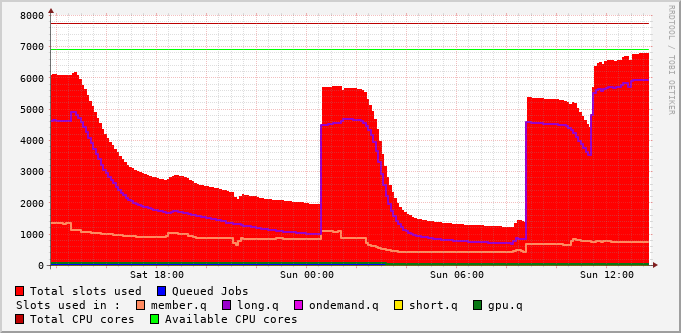 8000
7000
6000
5000
4000
3000
2000
1000
0
Sat 18:00 Sun 00:00 Sun 06:00 Sun 12:00
RRDTOOL / TOBI OETIKER
Total slots used Queued Jobs
Slots used in : member.q long.q ondemand.q short.q gpu.q
Total CPU cores Available CPU cores